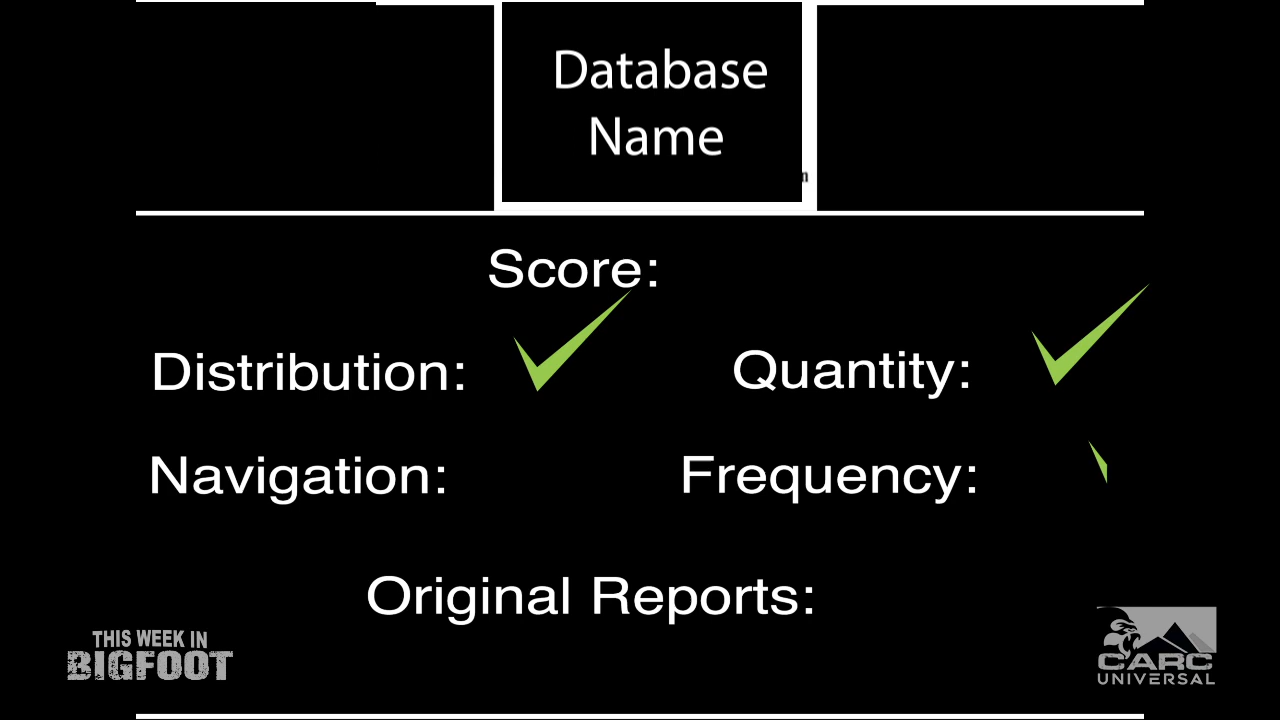 Database
Name
Score:
Distribution:
Quantity:
Navigation:
Frequency:
Original Reports:
THIS WEEK IN
BIGFOOT
CARC
UNIVERSAL